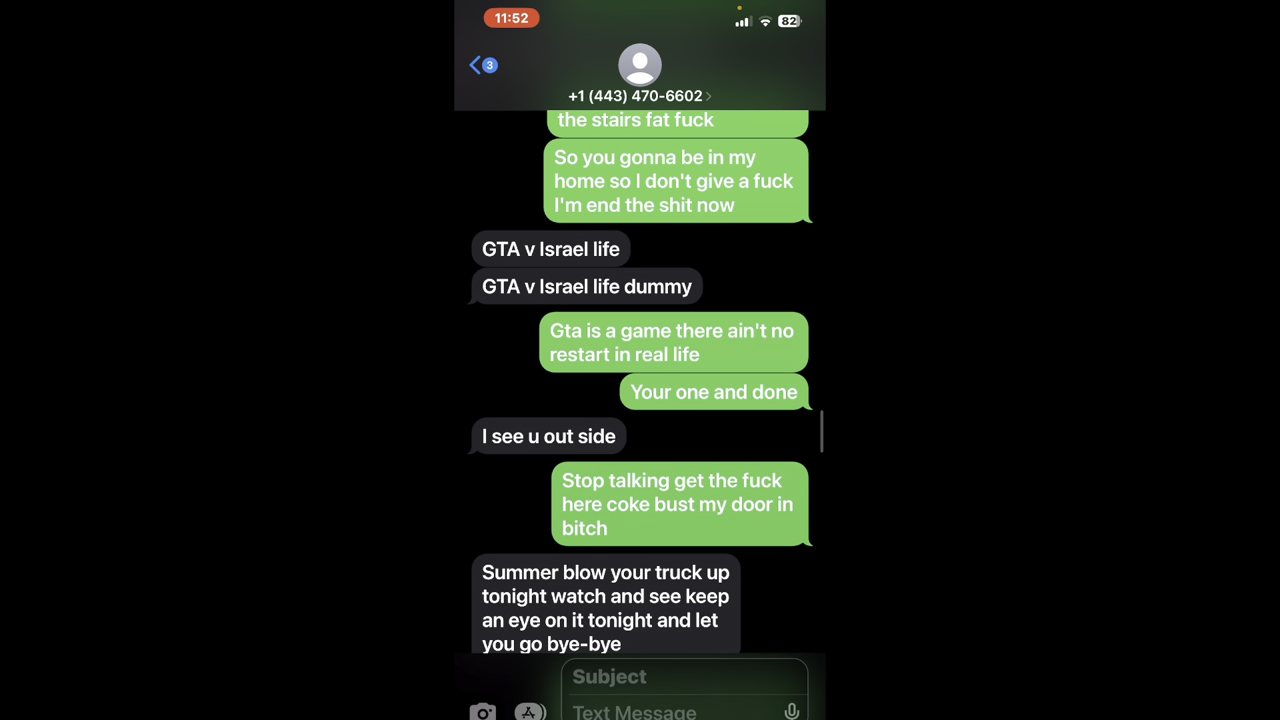 11:52
82
3
+1 (443) 470-6602
the stairs fat fuck
So you gonna be in my
home so I don't give a fuck
I'm end the shit now
GTA v Israel life
GTA v Israel life dummy
Gta is a game there ain't no
restart in real life
Your one and done
I see u out side
Stop talking get the fuck
here coke bust my door in
bitch
Summer blow your truck up
tonight watch and see keep
an eye on it tonight and let
you go bye-bye
Subject
Text Message